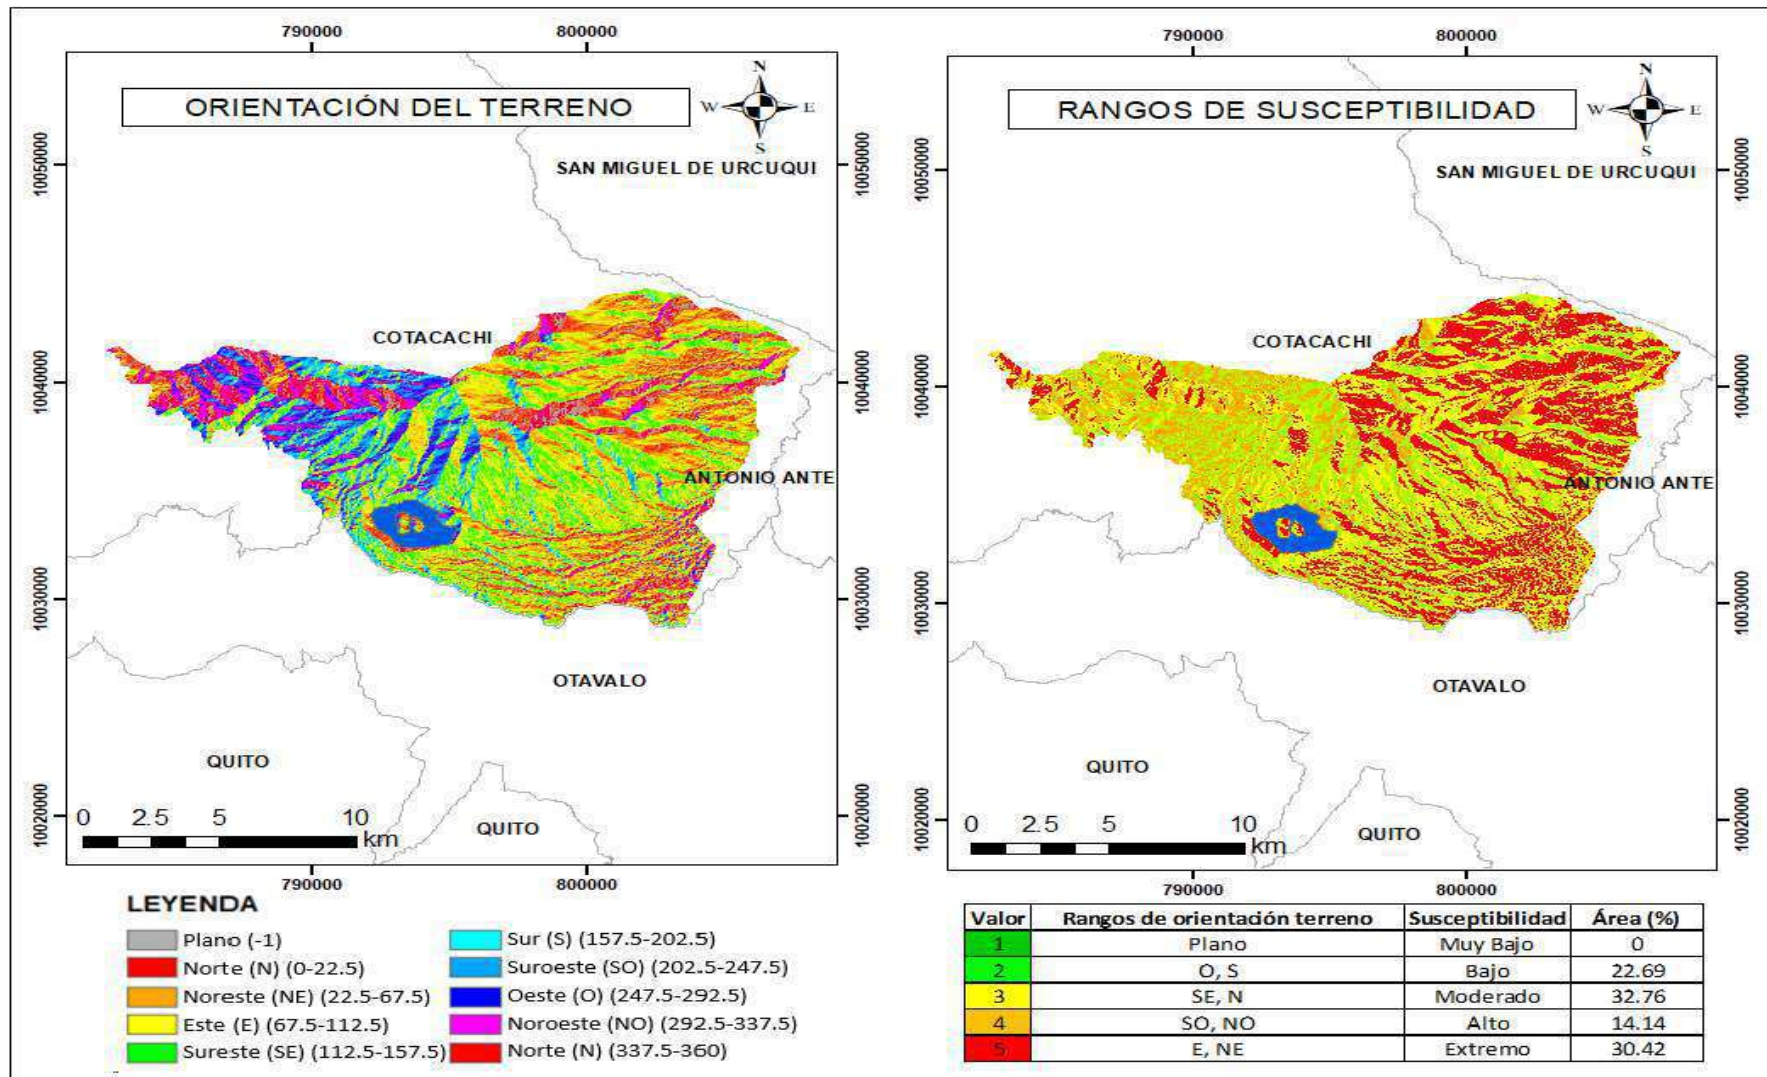 790000
800000
ORIENTACIÓN DEL TERRENO
N
W
E
S
10050000
10050000
SAN MIGUEL DE URCUQUI
COTACACHI
10040000
10040000
ANTONIO ANTE
10030000
10030000
OTAVALO
QUITO
10020000
10020000
0 2.5 5 10
km
QUITO
790000
800000
LEYENDA
Plano (-1)
Norte (N) (0-22.5)
Noreste (NE) (22.5-67.5)
Este (E) (67.5-112.5)
Sureste (SE) (112.5-157.5)
Sur (S) (157.5-202.5)
Suroeste (SO) (202.5-247.5)
Oeste (O) (247.5-292.5)
Noroeste (NO) (292.5-337.5)
Norte (N) (337.5-360)
790000
800000
RANGOS DE SUSCEPTIBILIDAD
N
W
E
S
10050000
10050000
SAN MIGUEL DE URCUQUI
COTACACHI
10040000
10040000
ANTONIO ANTE
10030000
10030000
OTAVALO
QUITO
10020000
10020000
0 2.5 5 10
km
QUITO
790000
800000
Valor Rangos de orientación terreno Susceptibilidad Área (%)
1 Plano Muy Bajo 0
2 O, S Bajo 22.69
3 SE, N Moderado 32.76
4 SO, NO Alto 14.14
5 E, NE Extremo 30.42